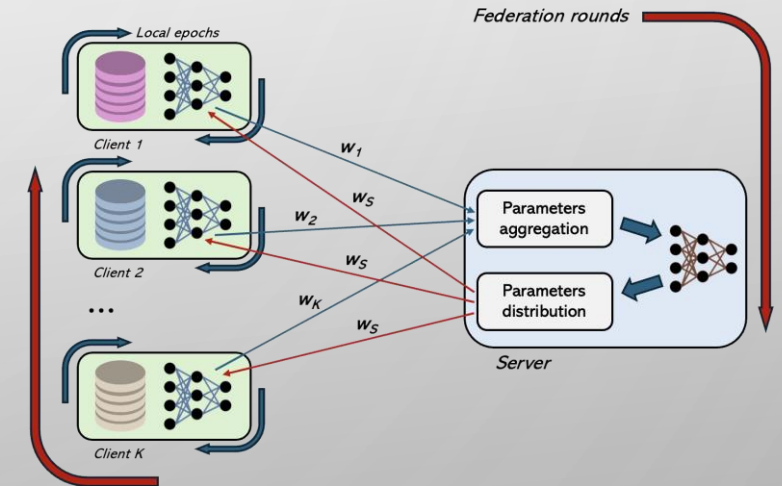 Federation rounds
Local epochs
Client 1
w1
wS
Client 2
w2
wS
...
wK
wS
Client K
Parameters
aggregation
Parameters
distribution
Server